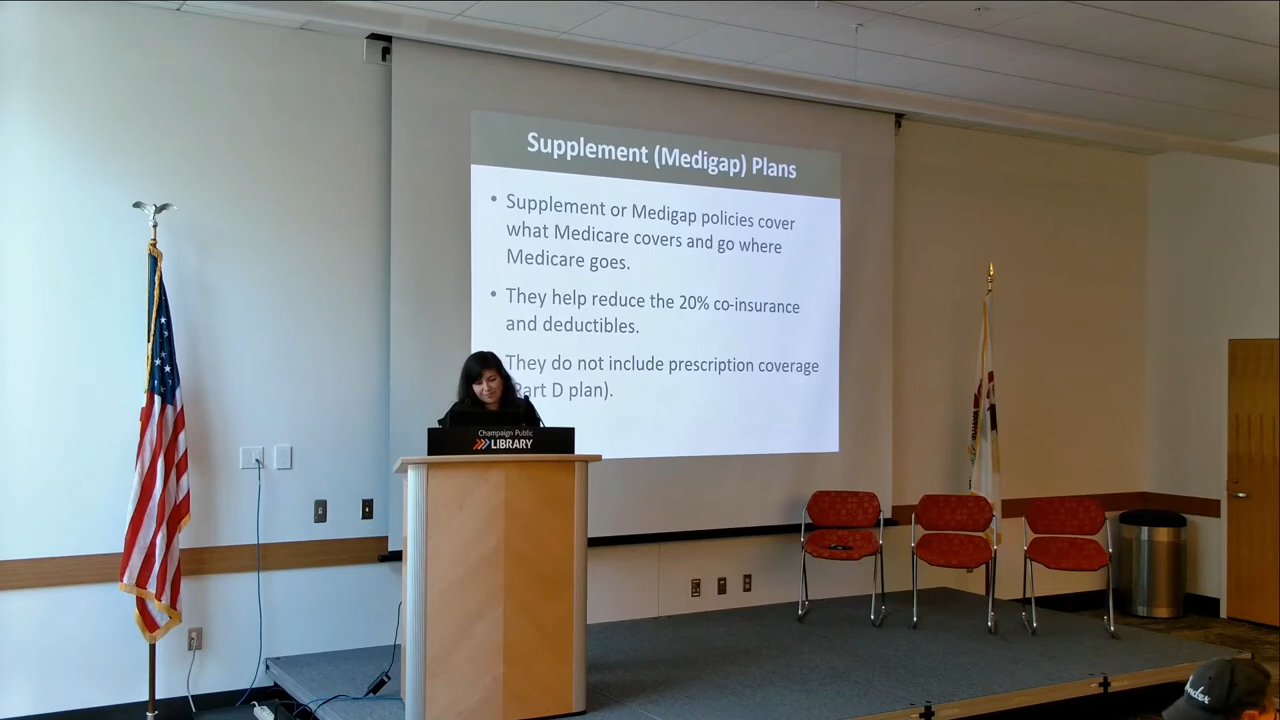 Supplement (Medigap) Plans
• Supplement or Medigap policies cover
what Medicare covers and go where
Medicare goes.
• They help reduce the 20% co-insurance
and deductibles.
They do not include prescription coverage
Part D plan).
Champaign Public
LIBRARY